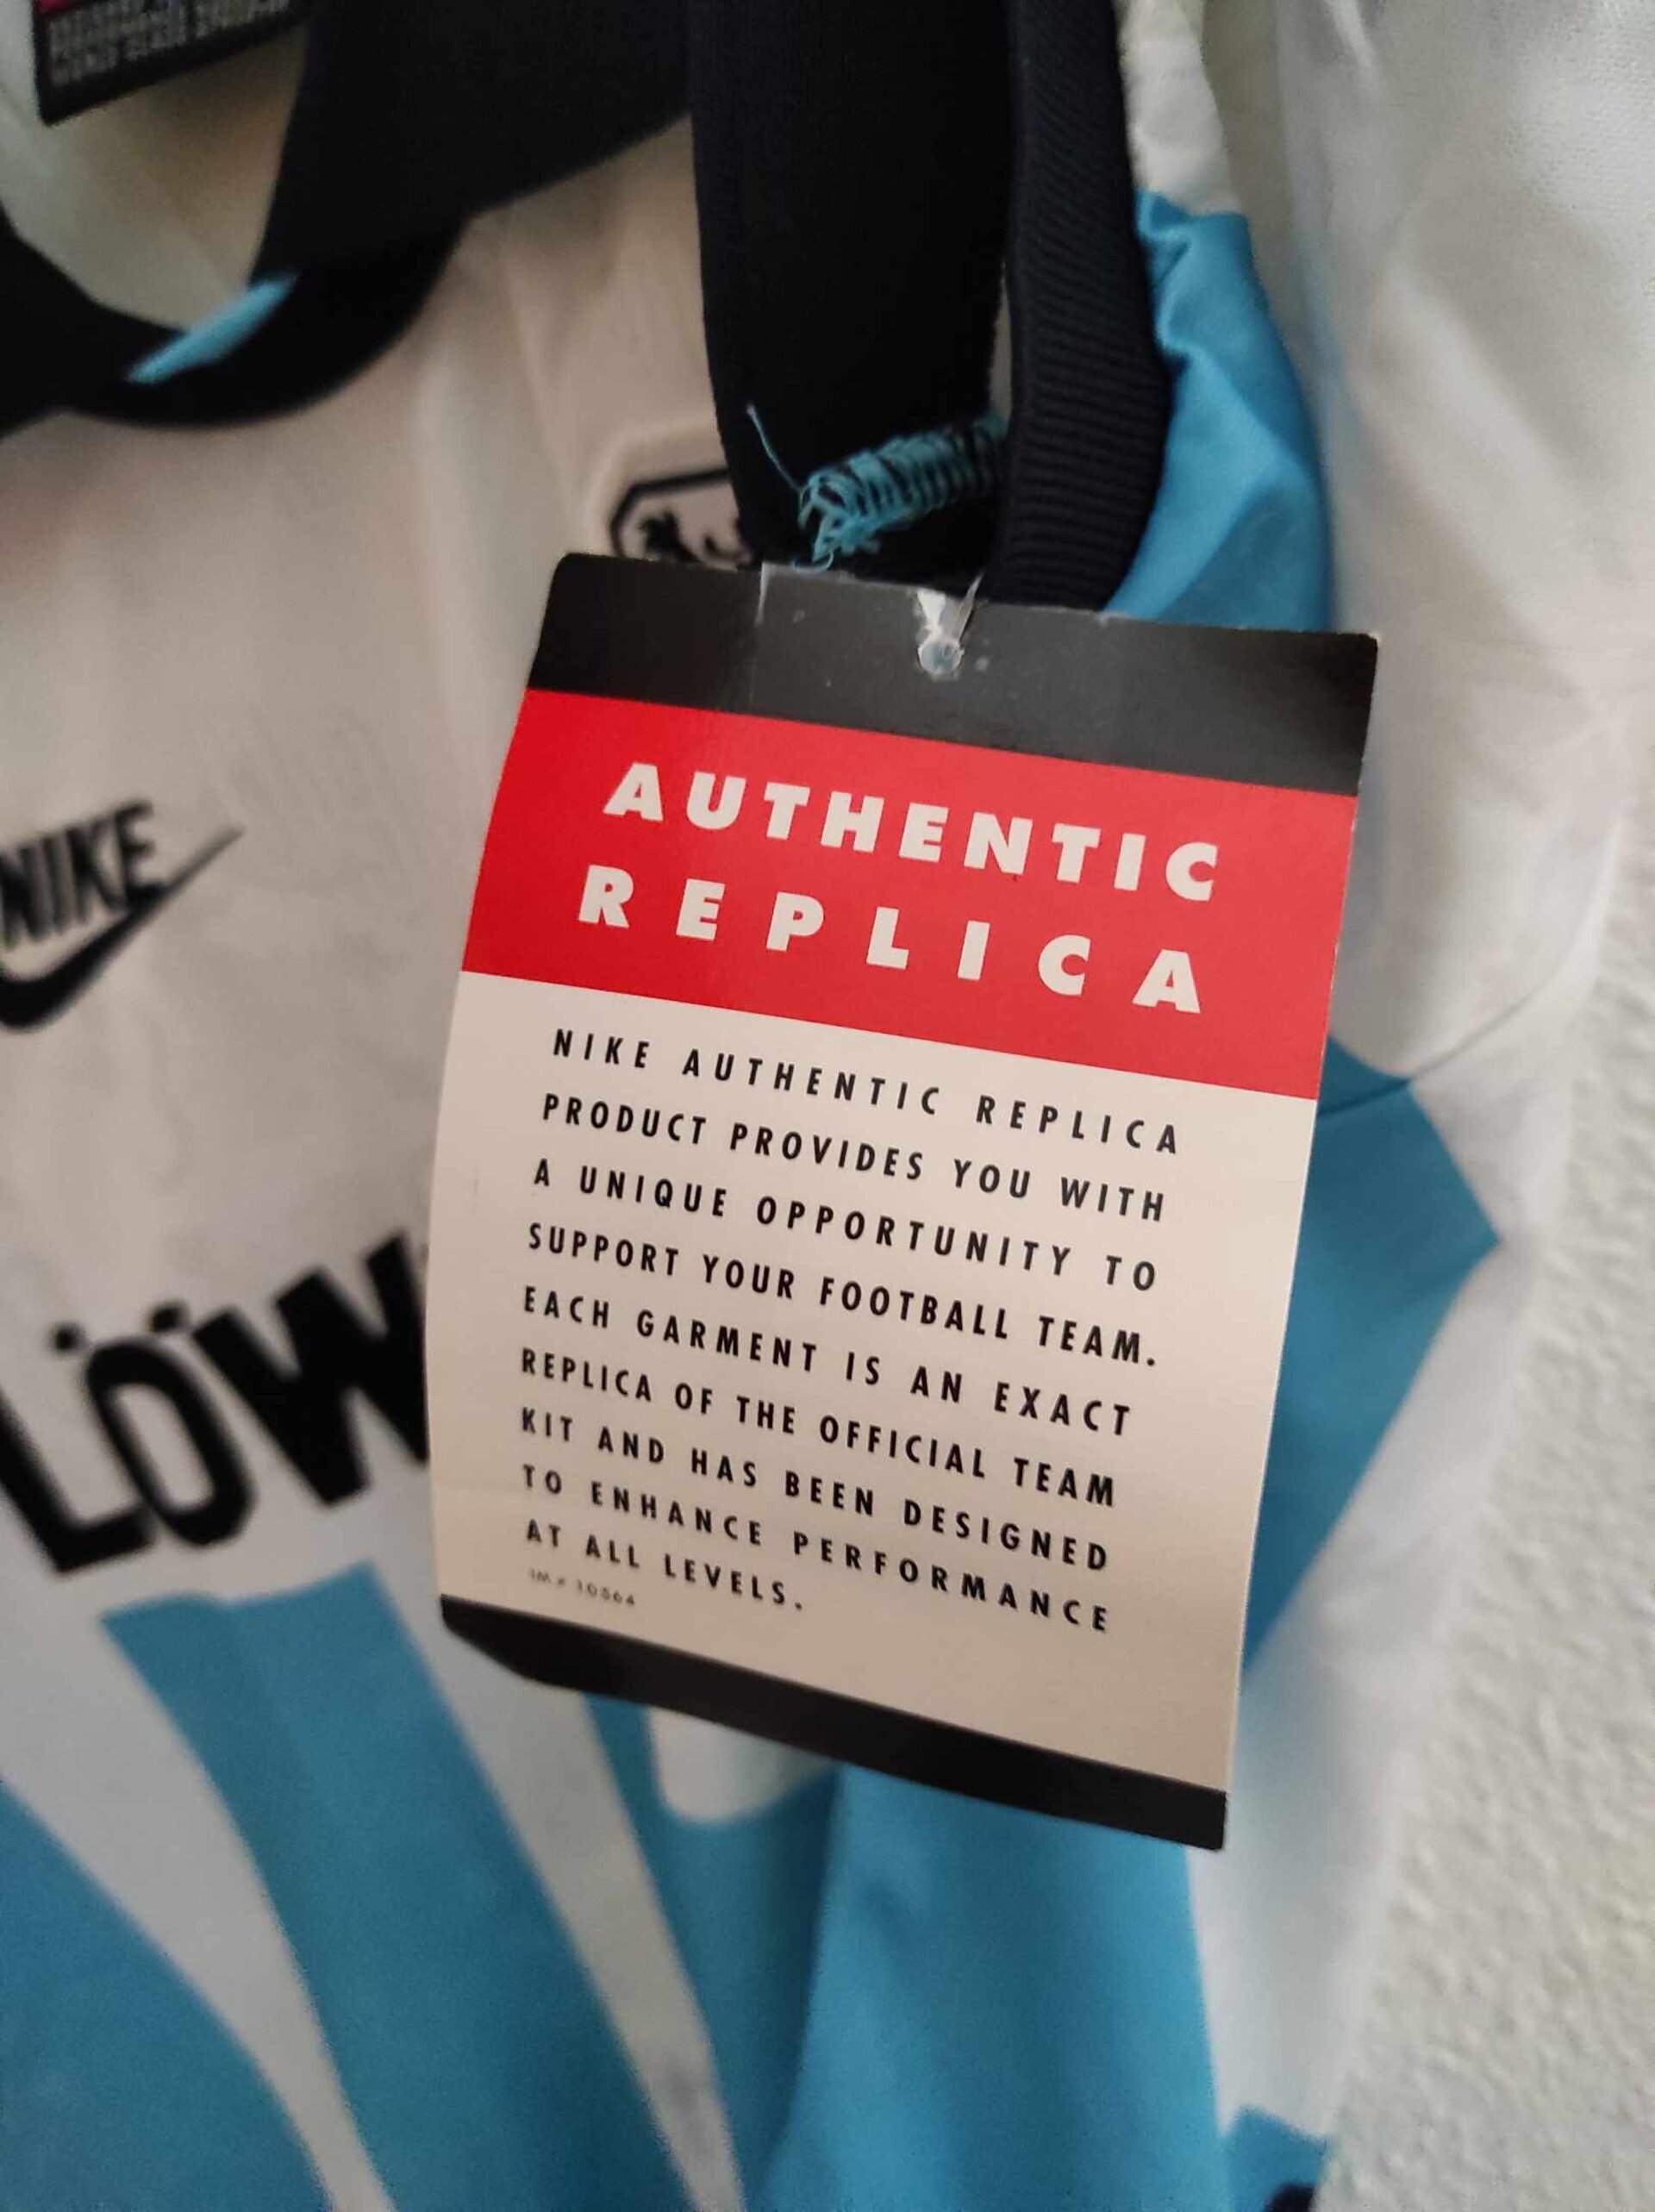 NIKE
LÖW
AUTHENTIC
REPLICA
NIKE AUTHENTIC REPLICA
PRODUCT PROVIDES YOU WITH
A UNIQUE OPPORTUNITY TO
SUPPORT YOUR FOOTBALL TEAM.
EACH GARMENT IS AN EXACT
REPLICA OF THE OFFICIAL TEAM
KIT AND HAS BEEN DESIGNED
TO ENHANCE PERFORMANCE
AT ALL LEVELS.